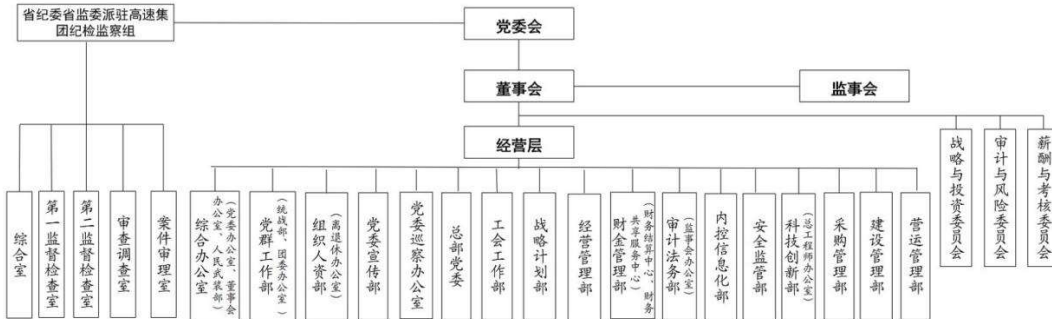 省纪委省监委派驻高速集
团纪检监察组
党委会
董事会
监事会
经营层
战略与投资委员会
审计与风险委员会
薪酬与考核委员会
综合室
第一监督检查室
第二监督检查室
审查调查室
案件审理室
综合办公室
（党委办公室、董事会
办公室、人民武装部）
党群工作部
（统战部、团委办公室）
组织人资部
（离退休办公室）
党委宣传部
党委巡察办公室
总部党委
工会工作部
战略计划部
经营管理部
财金管理部
（财务结算中心、财务
共享服务中心）
审计法务部
（监事会办公室）
内控信息化部
安全监管部
科技创新部
（总工程师办公室）
采购管理部
建设管理部
营运管理部